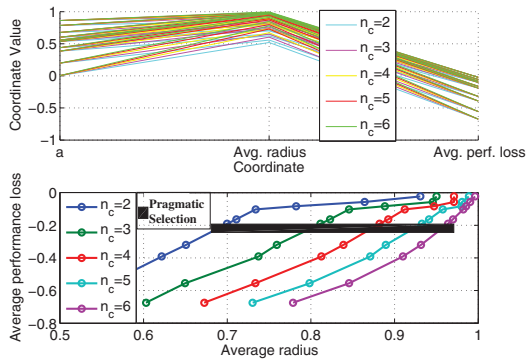 Coordinate Value
1
0.5
0
−0.5
−1
a
Avg. radius
Avg. perf. loss
Coordinate
n_c=2
n_c=3
n_c=4
n_c=5
n_c=6
Average performance loss
0
−0.2
−0.4
−0.6
−0.8
n_c=2
n_c=3
n_c=4
n_c=5
n_c=6
Pragmatic
Selection
0.5
0.6
0.7
0.8
0.9
1
Average radius